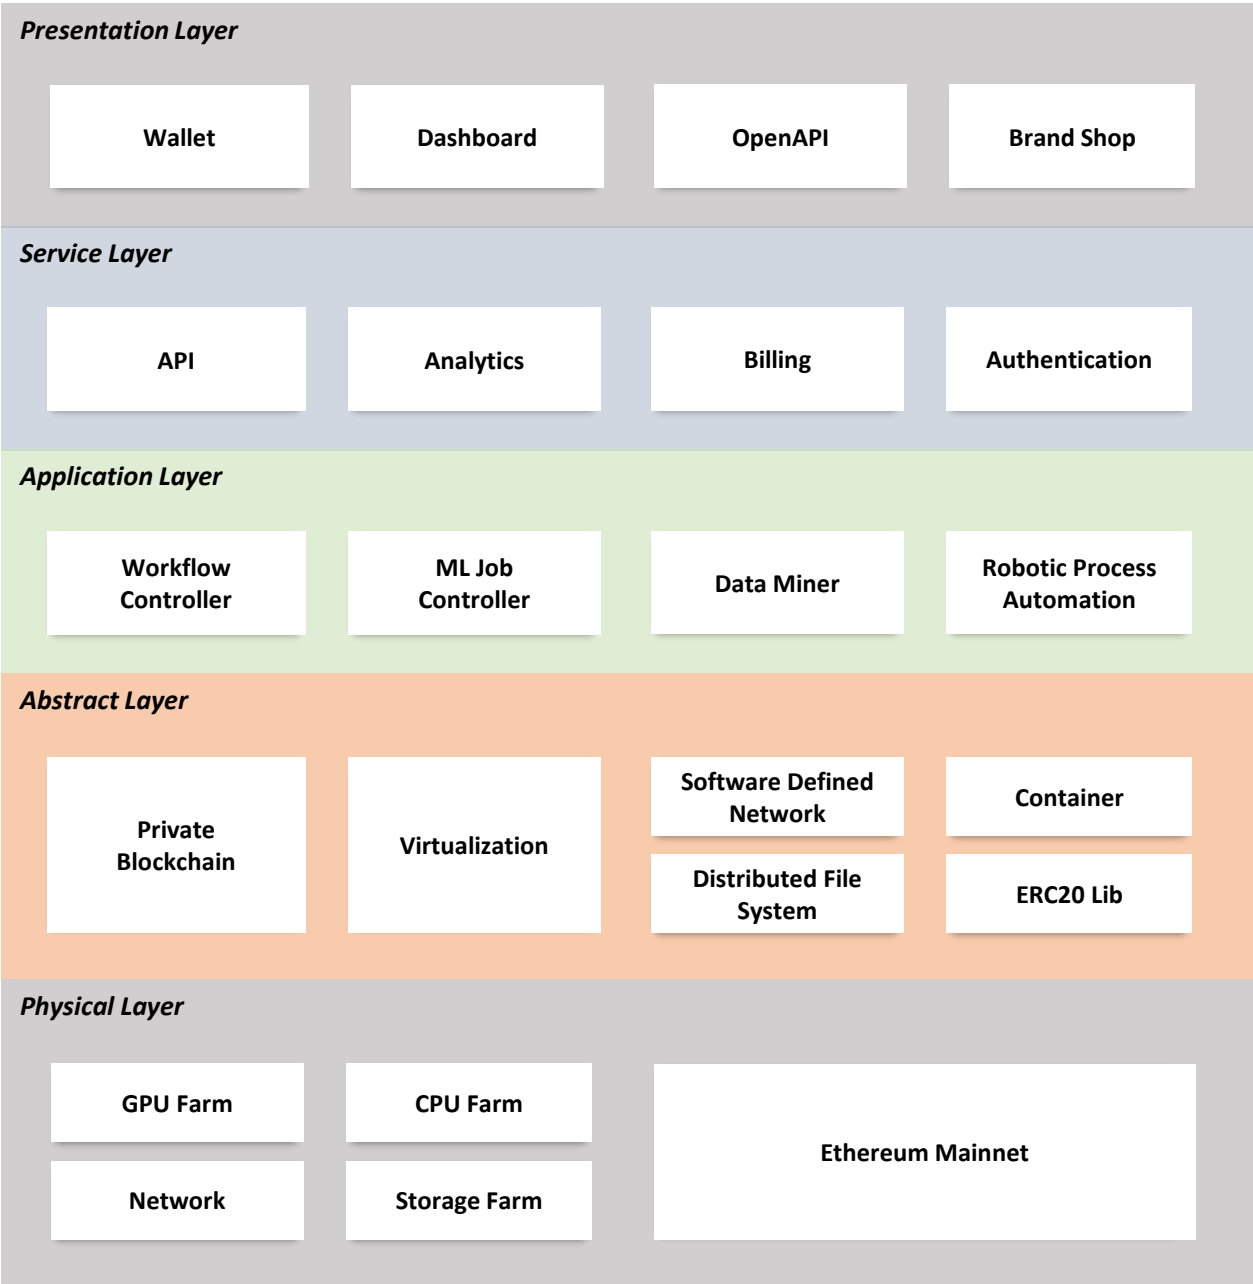 Presentation Layer
Wallet
Dashboard
OpenAPI
Brand Shop
Service Layer
API
Analytics
Billing
Authentication
Application Layer
Workflow
Controller
ML Job
Controller
Data Miner
Robotic Process
Automation
Abstract Layer
Private
Blockchain
Virtualization
Software Defined
Network
Container
Distributed File
System
ERC20 Lib
Physical Layer
GPU Farm
CPU Farm
Ethereum Mainnet
Network
Storage Farm